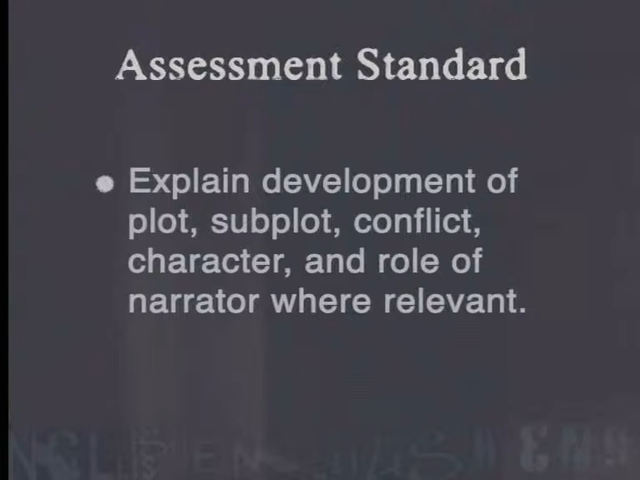 Assessment Standard
Explain development of
plot, subplot, conflict,
character, and role of
narrator where relevant.